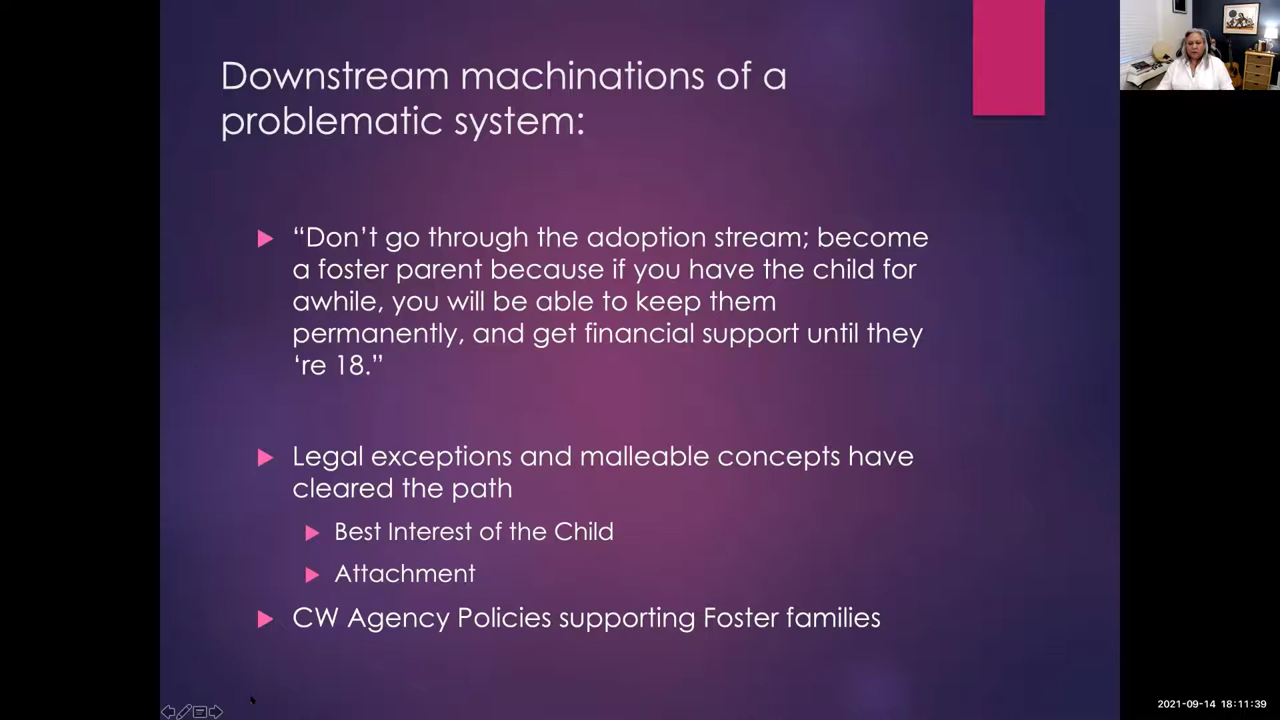 Downstream machinations of a
problematic system:
“Don’t go through the adoption stream; become
a foster parent because if you have the child for
awhile, you will be able to keep them
permanently, and get financial support until they
‘re 18.”
Legal exceptions and malleable concepts have
cleared the path
Best Interest of the Child
Attachment
CW Agency Policies supporting Foster families
2021-09-14 18:11:39